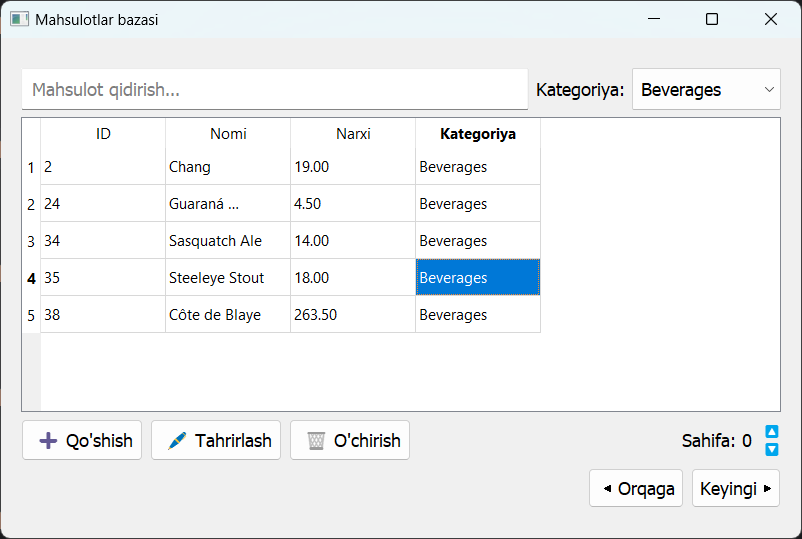 Mahsulotlar bazasi
Mahsulot qidirish... Kategoriya: Beverages
ID Nomi Narxi Kategoriya
1 2 Chang 19.00 Beverages
2 24 Guaraná ... 4.50 Beverages
3 34 Sasquatch Ale 14.00 Beverages
4 35 Steeleye Stout 18.00 Beverages
5 38 Côte de Blaye 263.50 Beverages
Qo'shish Tahrirlash O'chirish Sahifa: 0
Orqaga Keyingi